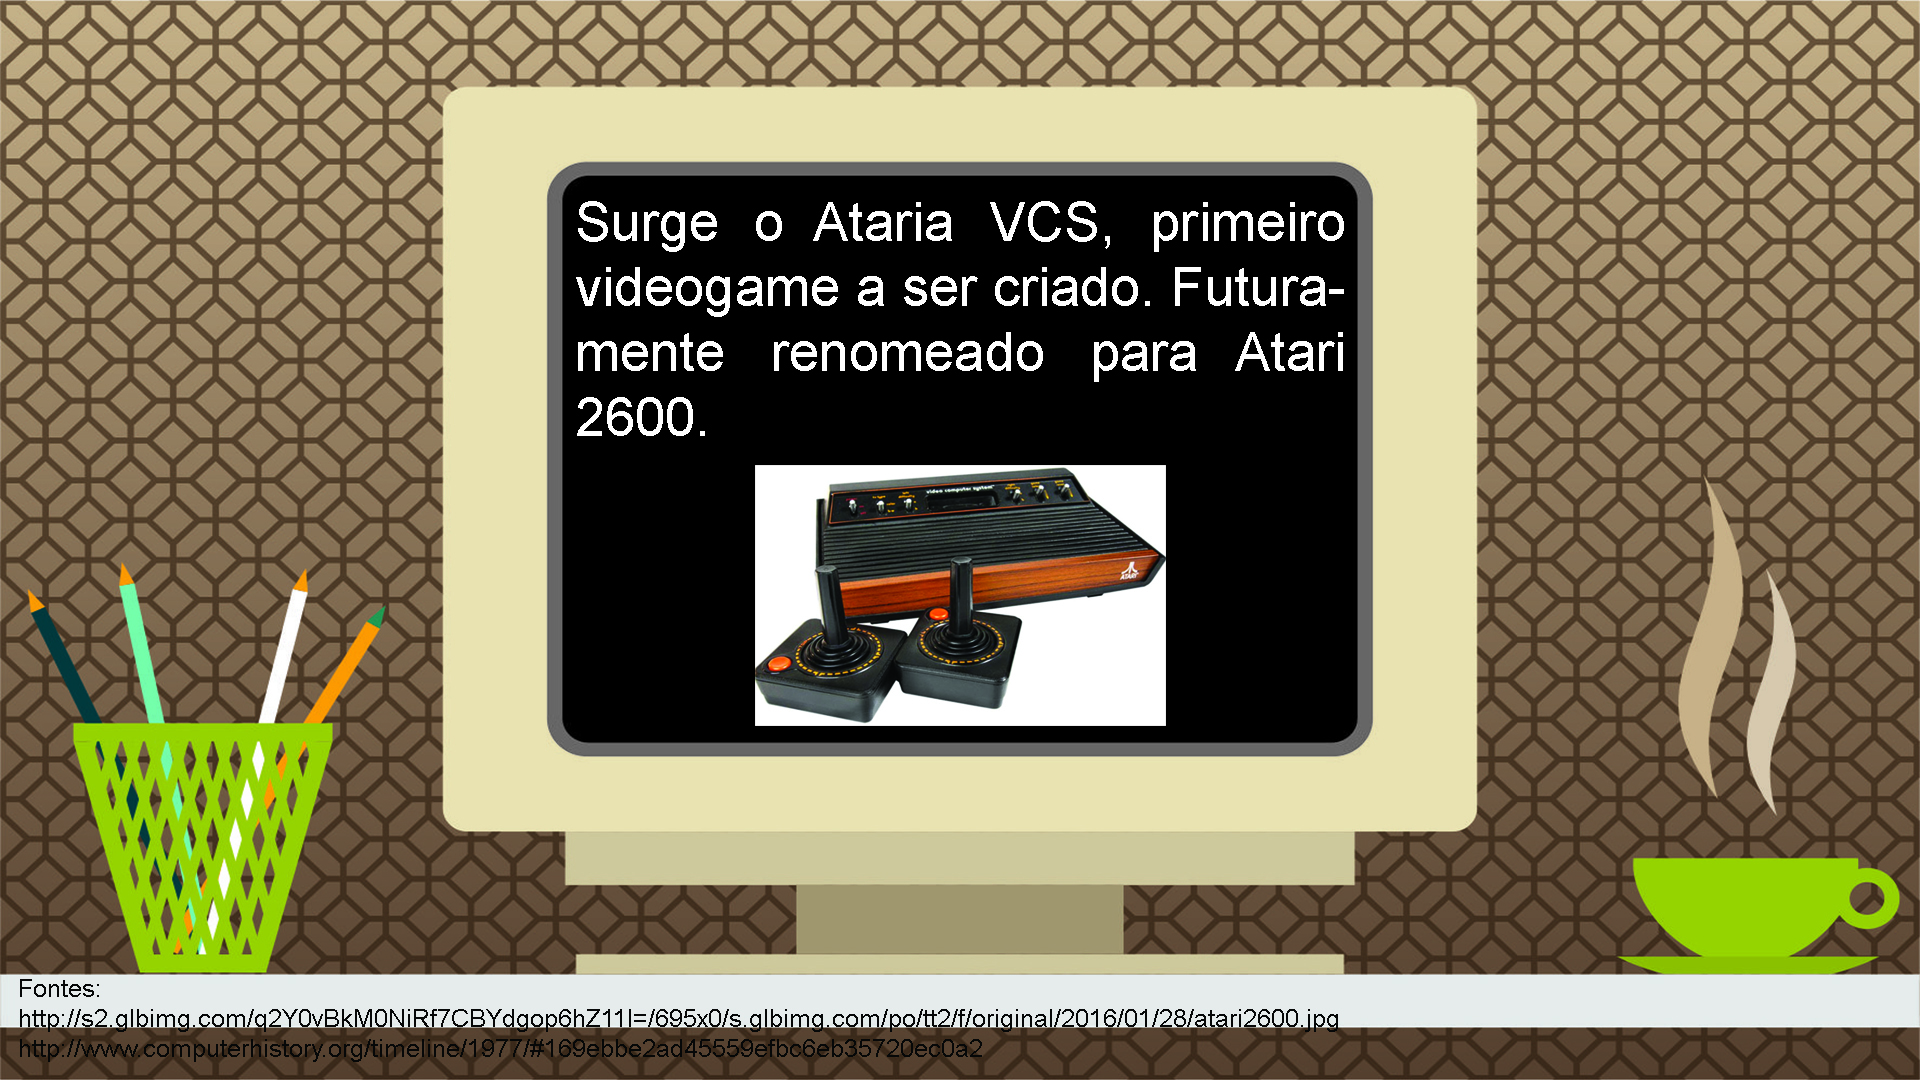 Surge o Ataria VCS, primeiro
videogame a ser criado. Futura-
mente renomeado para Atari
2600.
video computer system
ATARI
Fontes:
http://s2.glbimg.com/q2Y0vBkM0NiRf7CBYdgop6hZ11I=/695x0/s.glbimg.com/po/tt2/f/original/2016/01/28/atari2600.jpg
http://www.computerhistory.org/timeline/1977/#169ebbe2ad45559efbc6eb35720ec0a2